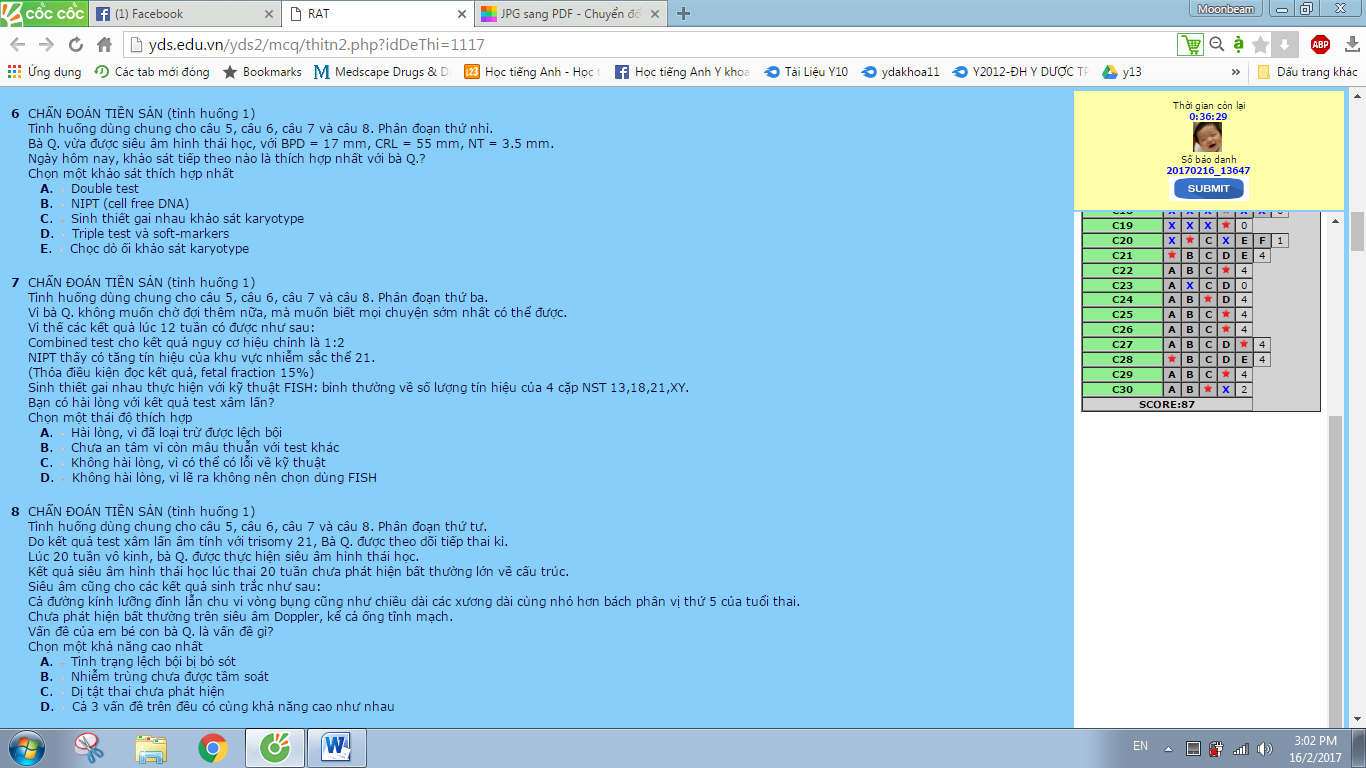 cốc cốc
(1) Facebook
RAT
JPG sang PDF - Chuyển đổi
Moonbeam
yds.edu.vn/yds2/mcq/thitn2.php?idDeThi=1117
ABP
Ứng dụng
Các tab mới đóng
Bookmarks
Medscape Drugs & Di
Học tiếng Anh - Học t
Học tiếng Anh Y khoa
Tài Liệu Y10
ydakhoa11
Y2012-ĐH Y DƯỢC TP
y13
»
Dấu trang khác
6 CHẨN ĐOÁN TIỀN SẢN (tình huống 1)
Tình huống dùng chung cho câu 5, câu 6, câu 7 và câu 8. Phân đoạn thứ nhì.
Bà Q. vừa được siêu âm hình thái học, với BPD = 17 mm, CRL = 55 mm, NT = 3.5 mm.
Ngày hôm nay, khảo sát tiếp theo nào là thích hợp nhất với bà Q.?
Chọn một khảo sát thích hợp nhất
A. Double test
B. NIPT (cell free DNA)
C. Sinh thiết gai nhau khảo sát karyotype
D. Triple test và soft-markers
E. Chọc dò ối khảo sát karyotype
7 CHẨN ĐOÁN TIỀN SẢN (tình huống 1)
Tình huống dùng chung cho câu 5, câu 6, câu 7 và câu 8. Phân đoạn thứ ba.
Vì bà Q. không muốn chờ đợi thêm nữa, mà muốn biết mọi chuyện sớm nhất có thể được.
Vì thế các kết quả lúc 12 tuần có được như sau:
Combined test cho kết quả nguy cơ hiệu chỉnh là 1:2
NIPT thấy có tăng tín hiệu của khu vực nhiễm sắc thể 21.
(Thỏa điều kiện đọc kết quả, fetal fraction 15%)
Sinh thiết gai nhau thực hiện với kỹ thuật FISH: bình thường về số lượng tín hiệu của 4 cặp NST 13,18,21,XY.
Bạn có hài lòng với kết quả test xâm lấn?
Chọn một thái độ thích hợp
A. Hài lòng, vì đã loại trừ được lệch bội
B. Chưa an tâm vì còn mâu thuẫn với test khác
C. Không hài lòng, vì có thể có lỗi về kỹ thuật
D. Không hài lòng, vì lẽ ra không nên chọn dùng FISH
8 CHẨN ĐOÁN TIỀN SẢN (tình huống 1)
Tình huống dùng chung cho câu 5, câu 6, câu 7 và câu 8. Phân đoạn thứ tư.
Do kết quả test xâm lấn âm tính với trisomy 21, Bà Q. được theo dõi tiếp thai kì.
Lúc 20 tuần vô kinh, bà Q. được thực hiện siêu âm hình thái học.
Kết quả siêu âm hình thái học lúc thai 20 tuần chưa phát hiện bất thường lớn về cấu trúc.
Siêu âm cũng cho các kết quả sinh trắc như sau:
Cả đường kính lưỡng đỉnh lẫn chu vi vòng bụng cũng như chiều dài các xương dài cùng nhỏ hơn bách phân vị thứ 5 của tuổi thai.
Chưa phát hiện bất thường trên siêu âm Doppler, kể cả ống tĩnh mạch.
Vấn đề của em bé con bà Q. là vấn đề gì?
Chọn một khả năng cao nhất
A. Tình trạng lệch bội bị bỏ sót
B. Nhiễm trùng chưa được tầm soát
C. Dị tật thai chưa phát hiện
D. Cả 3 vấn đề trên đều có cùng khả năng cao như nhau
Thời gian còn lại
0:36:29
Số báo danh
20170216_13647
SUBMIT
C19 X X X ★ 0
C20 X ★ C X E F 1
C21 ★ B C D E 4
C22 A B C ★ 4
C23 A X C D 0
C24 A B ★ D 4
C25 A B C ★ 4
C26 A B C ★ 4
C27 A B C D ★ 4
C28 ★ B C D E 4
C29 A B C ★ 4
C30 A B ★ X 2
SCORE:87
EN
3:02 PM
16/2/2017